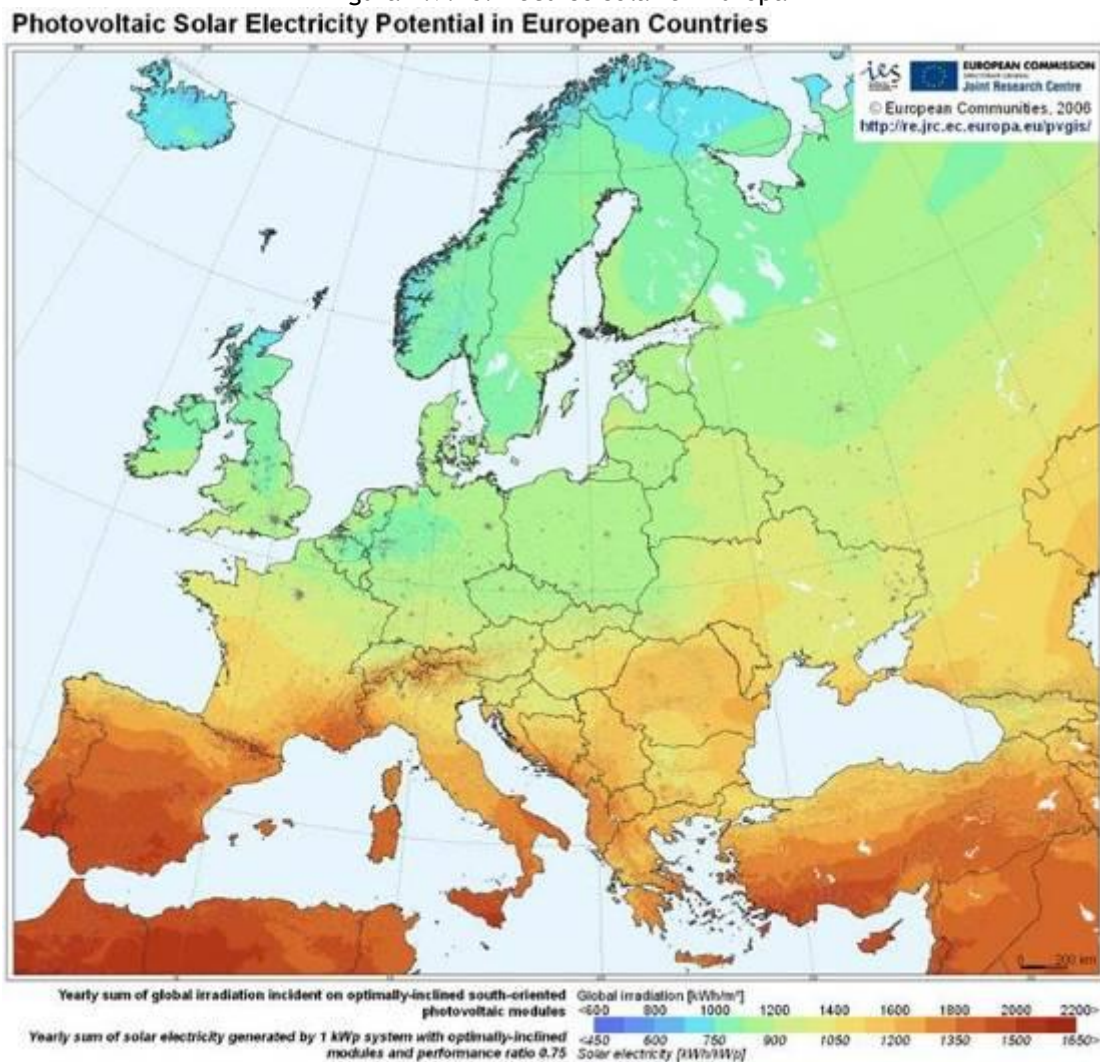 Photovoltaic Solar Electricity Potential in European Countries
ies
EUROPEAN COMMISSION
Joint Research Centre
© European Communities, 2006
http://re.jrc.ec.europa.eu/pvgis/
0 200 km
Yearly sum of global irradiation incident on optimally-inclined south-oriented
photovoltaic modules
Global irradiation [kWh/m²]
<600 800 1000 1200 1400 1600 1800 2000 2200>
Yearly sum of solar electricity generated by 1 kWp system with optimally-inclined
modules and performance ratio 0.75
<450 600 750 900 1050 1200 1350 1500 1650>
Solar electricity [kWh/kWp]